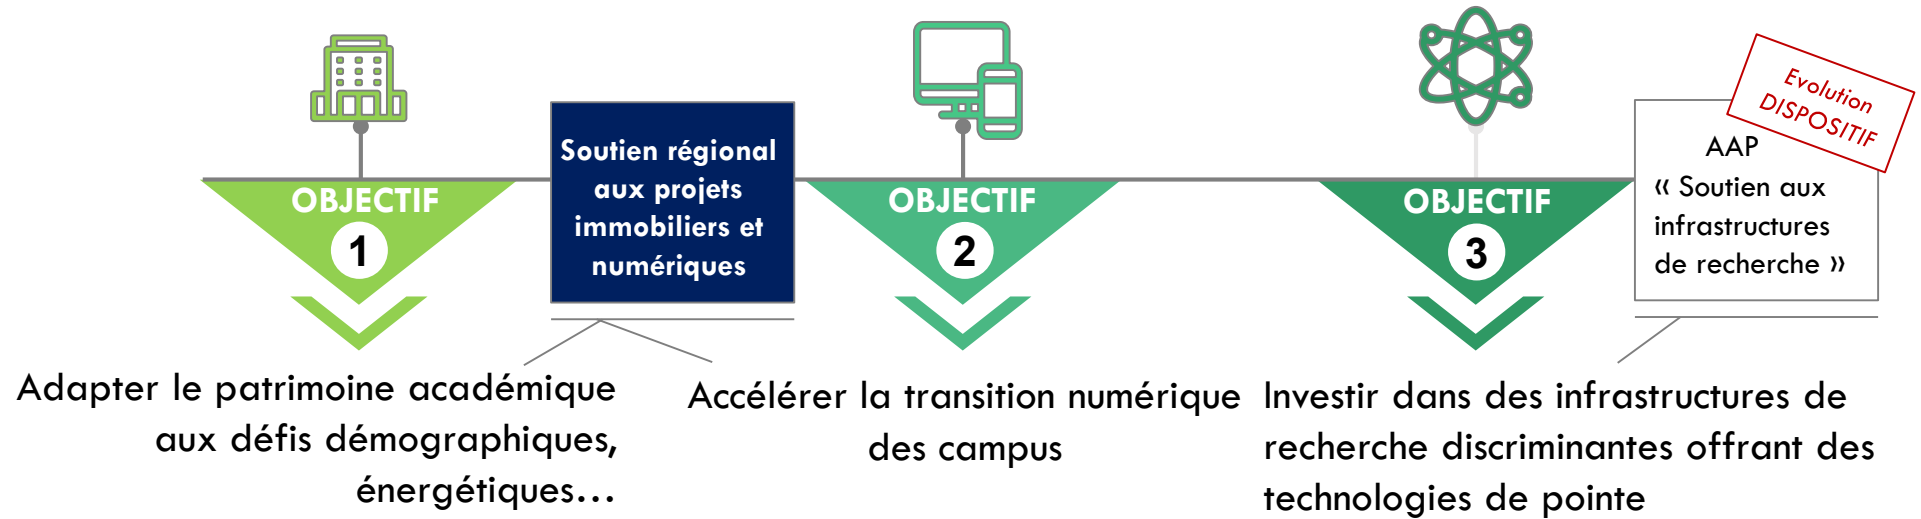 Evolution
DISPOSITIF
Soutien régional
aux projets
immobiliers et
numériques
AAP
« Soutien aux
infrastructures
de recherche »
OBJECTIF
1
OBJECTIF
2
OBJECTIF
3
Adapter le patrimoine académique
aux défis démographiques,
énergétiques...
Accélérer la transition numérique
des campus
Investir dans des infrastructures de
recherche discriminantes offrant des
technologies de pointe